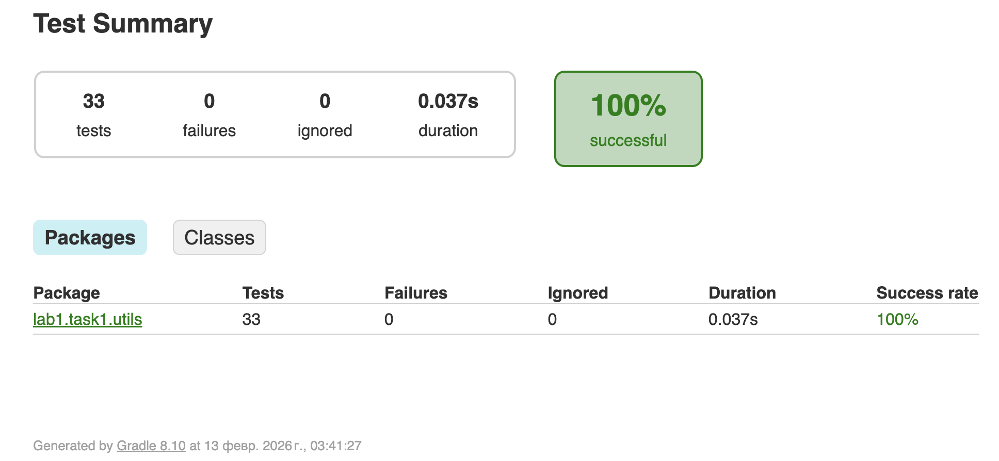 Test Summary
33 0 0 0.037s
tests failures ignored duration
100%
successful
Packages Classes
Package Tests Failures Ignored Duration Success rate
lab1.task1.utils 33 0 0 0.037s 100%
Generated by Gradle 8.10 at 13 февр. 2026 г., 03:41:27